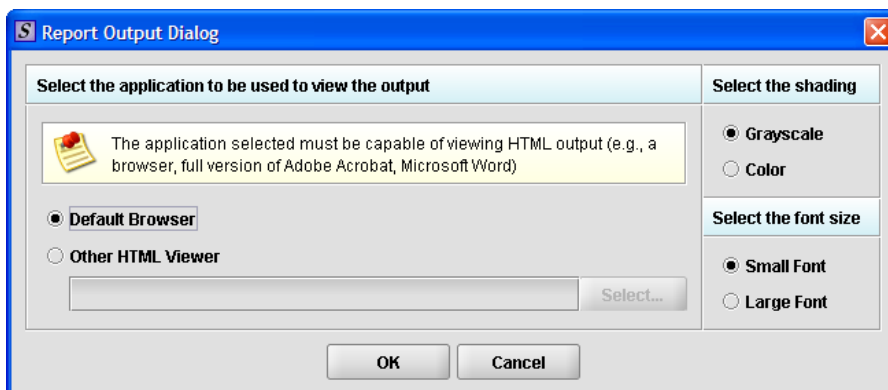 S Report Output Dialog
Select the application to be used to view the output
The application selected must be capable of viewing HTML output (e.g., a
browser, full version of Adobe Acrobat, Microsoft Word)
Default Browser
Other HTML Viewer
Select...
Select the shading
Grayscale
Color
Select the font size
Small Font
Large Font
OK
Cancel